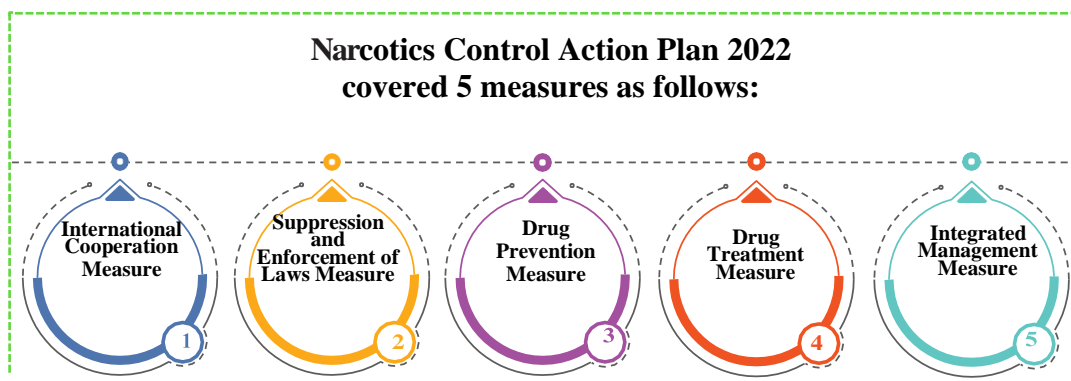 Narcotics Control Action Plan 2022
covered 5 measures as follows:
International
Cooperation
Measure
1
Suppression
and
Enforcement of
Laws Measure
2
Drug
Prevention
Measure
3
Drug
Treatment
Measure
4
Integrated
Management
Measure
5